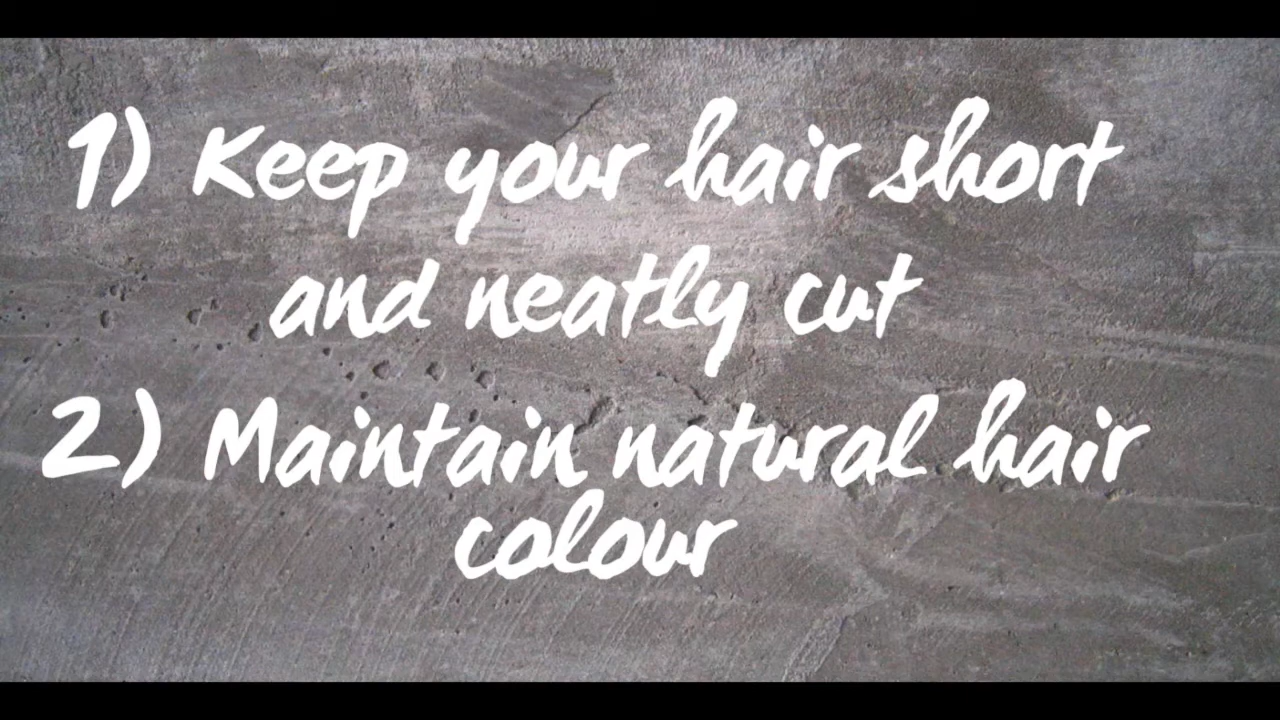 1) Keep your hair short
and neatly cut
2) Maintain natural hair
colour